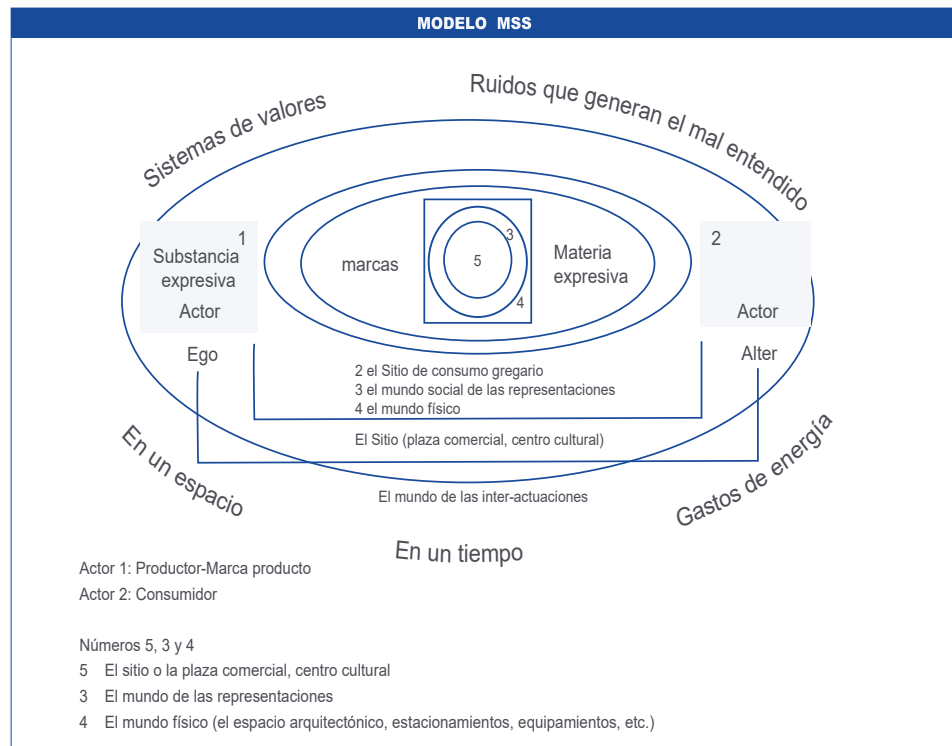 MODELO MSS
Sistemas de valores
Ruidos que generan el mal entendido
1
Substancia
expresiva
Actor
Ego
marcas
3
5
4
Materia
expresiva
2
Actor
Alter
2 el Sitio de consumo gregario
3 el mundo social de las representaciones
4 el mundo físico
El Sitio (plaza comercial, centro cultural)
El mundo de las inter-actuaciones
En un espacio
En un tiempo
Gastos de energía
Actor 1: Productor-Marca producto
Actor 2: Consumidor
Números 5, 3 y 4
5 El sitio o la plaza comercial, centro cultural
3 El mundo de las representaciones
4 El mundo físico (el espacio arquitectónico, estacionamientos, equipamientos, etc.)